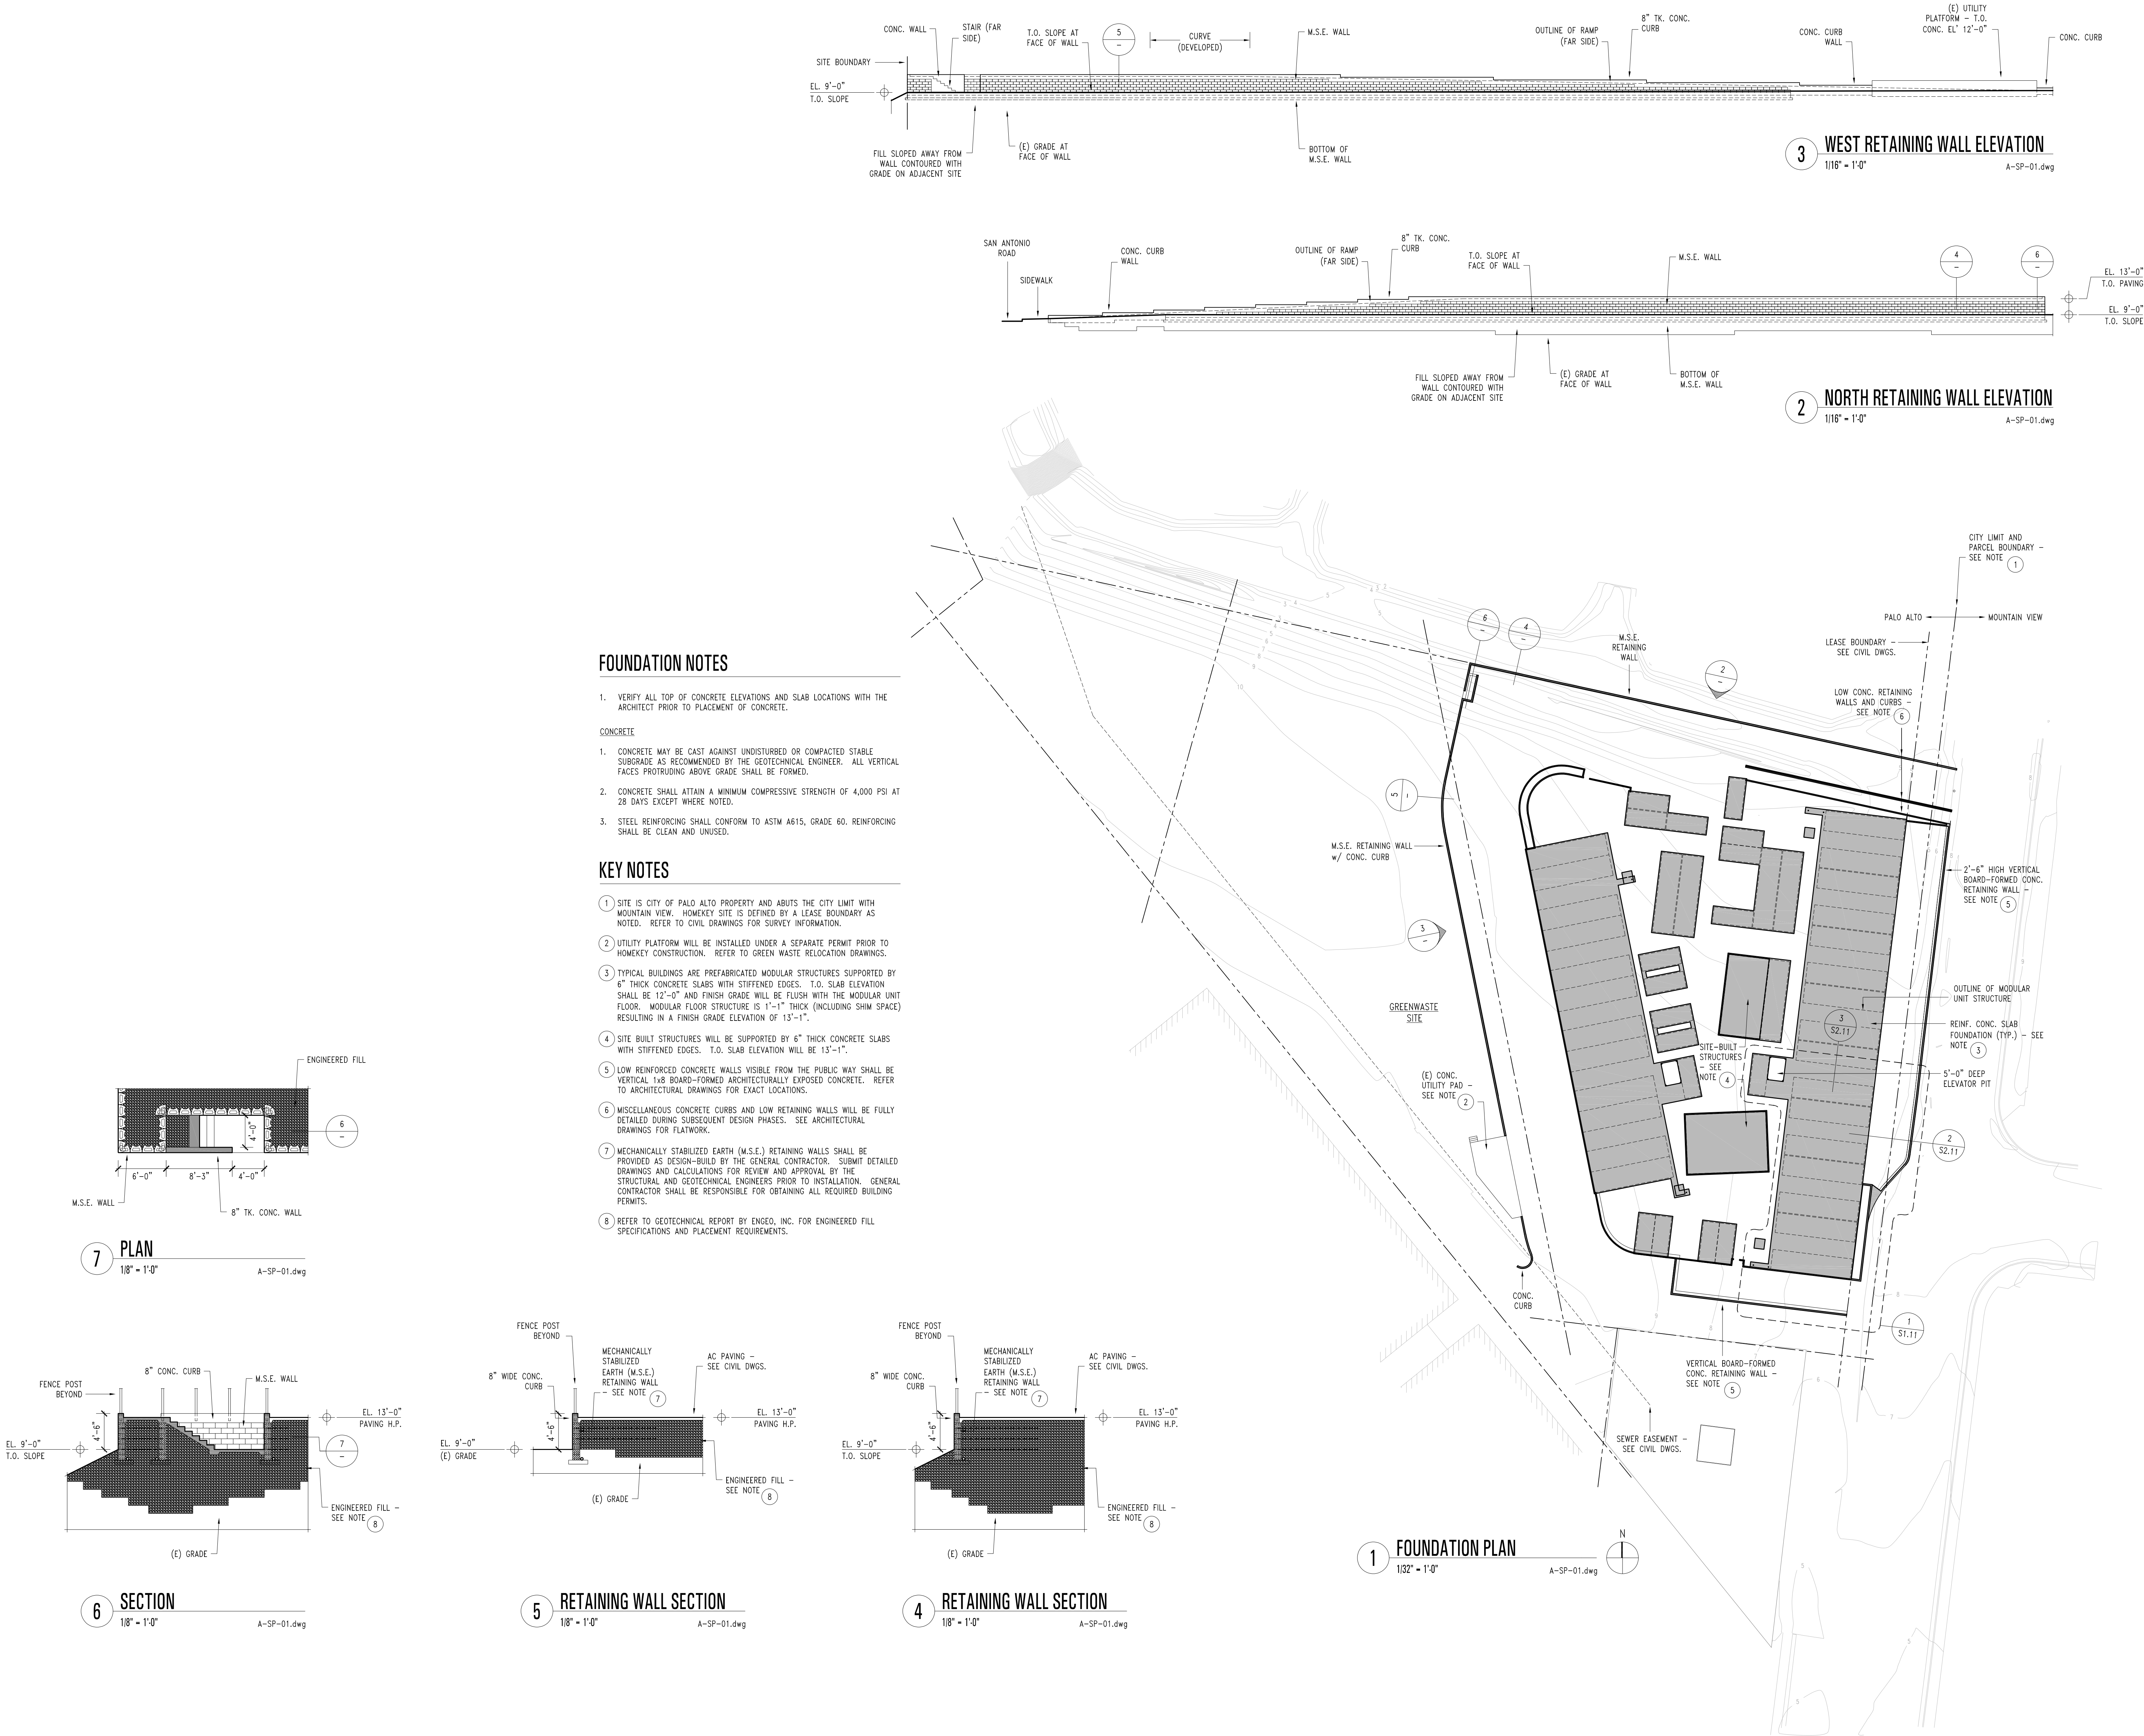 CONC. WALL
STAIR (FAR
SIDE)
T.O. SLOPE AT
FACE OF WALL
5
–
CURVE
(DEVELOPED)
M.S.E. WALL
OUTLINE OF RAMP
(FAR SIDE)
8" TK. CONC.
CURB
CONC. CURB
WALL
(E) UTILITY
PLATFORM – T.O.
CONC. EL' 12'-0"
CONC. CURB
SITE BOUNDARY
EL. 9'-0"
T.O. SLOPE
FILL SLOPED AWAY FROM
WALL CONTOURED WITH
GRADE ON ADJACENT SITE
(E) GRADE AT
FACE OF WALL
BOTTOM OF
M.S.E. WALL
3
WEST RETAINING WALL ELEVATION
1/16" = 1'-0"
A-SP-01.dwg
SAN ANTONIO
ROAD
SIDEWALK
CONC. CURB
WALL
OUTLINE OF RAMP
(FAR SIDE)
8" TK. CONC.
CURB
T.O. SLOPE AT
FACE OF WALL
M.S.E. WALL
4
–
6
–
EL. 13'-0"
T.O. PAVING
EL. 9'-0"
T.O. SLOPE
FILL SLOPED AWAY FROM
WALL CONTOURED WITH
GRADE ON ADJACENT SITE
(E) GRADE AT
FACE OF WALL
BOTTOM OF
M.S.E. WALL
2
NORTH RETAINING WALL ELEVATION
1/16" = 1'-0"
A-SP-01.dwg
FOUNDATION NOTES
1. VERIFY ALL TOP OF CONCRETE ELEVATIONS AND SLAB LOCATIONS WITH THE
ARCHITECT PRIOR TO PLACEMENT OF CONCRETE.
CONCRETE
1. CONCRETE MAY BE CAST AGAINST UNDISTURBED OR COMPACTED STABLE
SUBGRADE AS RECOMMENDED BY THE GEOTECHNICAL ENGINEER. ALL VERTICAL
FACES PROTRUDING ABOVE GRADE SHALL BE FORMED.
2. CONCRETE SHALL ATTAIN A MINIMUM COMPRESSIVE STRENGTH OF 4,000 PSI AT
28 DAYS EXCEPT WHERE NOTED.
3. STEEL REINFORCING SHALL CONFORM TO ASTM A615, GRADE 60. REINFORCING
SHALL BE CLEAN AND UNUSED.
KEY NOTES
1 SITE IS CITY OF PALO ALTO PROPERTY AND ABUTS THE CITY LIMIT WITH
MOUNTAIN VIEW. HOMEKEY SITE IS DEFINED BY A LEASE BOUNDARY AS
NOTED. REFER TO CIVIL DRAWINGS FOR SURVEY INFORMATION.
2 UTILITY PLATFORM WILL BE INSTALLED UNDER A SEPARATE PERMIT PRIOR TO
HOMEKEY CONSTRUCTION. REFER TO GREEN WASTE RELOCATION DRAWINGS.
3 TYPICAL BUILDINGS ARE PREFABRICATED MODULAR STRUCTURES SUPPORTED BY
6" THICK CONCRETE SLABS WITH STIFFENED EDGES. T.O. SLAB ELEVATION
SHALL BE 12'-0" AND FINISH GRADE WILL BE FLUSH WITH THE MODULAR UNIT
FLOOR. MODULAR FLOOR STRUCTURE IS 1'-1" THICK (INCLUDING SHIM SPACE)
RESULTING IN A FINISH GRADE ELEVATION OF 13'-1".
4 SITE BUILT STRUCTURES WILL BE SUPPORTED BY 6" THICK CONCRETE SLABS
WITH STIFFENED EDGES. T.O. SLAB ELEVATION WILL BE 13'-1".
5 LOW REINFORCED CONCRETE WALLS VISIBLE FROM THE PUBLIC WAY SHALL BE
VERTICAL 1x8 BOARD-FORMED ARCHITECTURALLY EXPOSED CONCRETE. REFER
TO ARCHITECTURAL DRAWINGS FOR EXACT LOCATIONS.
6 MISCELLANEOUS CONCRETE CURBS AND LOW RETAINING WALLS WILL BE FULLY
DETAILED DURING SUBSEQUENT DESIGN PHASES. SEE ARCHITECTURAL
DRAWINGS FOR FLATWORK.
7 MECHANICALLY STABILIZED EARTH (M.S.E.) RETAINING WALLS SHALL BE
PROVIDED AS DESIGN-BUILD BY THE GENERAL CONTRACTOR. SUBMIT DETAILED
DRAWINGS AND CALCULATIONS FOR REVIEW AND APPROVAL BY THE
STRUCTURAL AND GEOTECHNICAL ENGINEERS PRIOR TO INSTALLATION. GENERAL
CONTRACTOR SHALL BE RESPONSIBLE FOR OBTAINING ALL REQUIRED BUILDING
PERMITS.
8 REFER TO GEOTECHNICAL REPORT BY ENGEO, INC. FOR ENGINEERED FILL
SPECIFICATIONS AND PLACEMENT REQUIREMENTS.
CITY LIMIT AND
PARCEL BOUNDARY –
SEE NOTE 1
PALO ALTO
MOUNTAIN VIEW
LEASE BOUNDARY –
SEE CIVIL DWGS.
M.S.E.
RETAINING
WALL
6
–
4
–
2
–
LOW CONC. RETAINING
WALLS AND CURBS –
SEE NOTE 6
5
–
M.S.E. RETAINING WALL
w/ CONC. CURB
3
–
2'-6" HIGH VERTICAL
BOARD-FORMED CONC.
RETAINING WALL –
SEE NOTE 5
GREENWASTE
SITE
OUTLINE OF MODULAR
UNIT STRUCTURE
3
S2.11
REINF. CONC. SLAB
FOUNDATION (TYP.) – SEE
NOTE 3
SITE-BUILT
STRUCTURES
– SEE
NOTE 4
5'-0" DEEP
ELEVATOR PIT
(E) CONC.
UTILITY PAD –
SEE NOTE 2
2
S2.11
CONC.
CURB
1
S1.11
VERTICAL BOARD-FORMED
CONC. RETAINING WALL –
SEE NOTE 5
SEWER EASEMENT –
SEE CIVIL DWGS.
1
FOUNDATION PLAN
1/32" = 1'-0"
A-SP-01.dwg
N
ENGINEERED FILL
6
–
4'-0"
6'-0"
8'-3"
4'-0"
M.S.E. WALL
8" TK. CONC. WALL
7
PLAN
1/8" = 1'-0"
A-SP-01.dwg
8" CONC. CURB
M.S.E. WALL
FENCE POST
BEYOND
4'-6"
EL. 13'-0"
PAVING H.P.
EL. 9'-0"
T.O. SLOPE
7
–
ENGINEERED FILL –
SEE NOTE 8
(E) GRADE
6
SECTION
1/8" = 1'-0"
A-SP-01.dwg
FENCE POST
BEYOND
MECHANICALLY
STABILIZED
EARTH (M.S.E.)
RETAINING WALL
– SEE NOTE 7
AC PAVING –
SEE CIVIL DWGS.
8" WIDE CONC.
CURB
4'-6"
EL. 13'-0"
PAVING H.P.
EL. 9'-0"
(E) GRADE
ENGINEERED FILL –
SEE NOTE 8
(E) GRADE
5
RETAINING WALL SECTION
1/8" = 1'-0"
A-SP-01.dwg
FENCE POST
BEYOND
MECHANICALLY
STABILIZED
EARTH (M.S.E.)
RETAINING WALL
– SEE NOTE 7
AC PAVING –
SEE CIVIL DWGS.
8" WIDE CONC.
CURB
4'-6"
EL. 13'-0"
PAVING H.P.
EL. 9'-0"
T.O. SLOPE
ENGINEERED FILL –
SEE NOTE 8
(E) GRADE
4
RETAINING WALL SECTION
1/8" = 1'-0"
A-SP-01.dwg